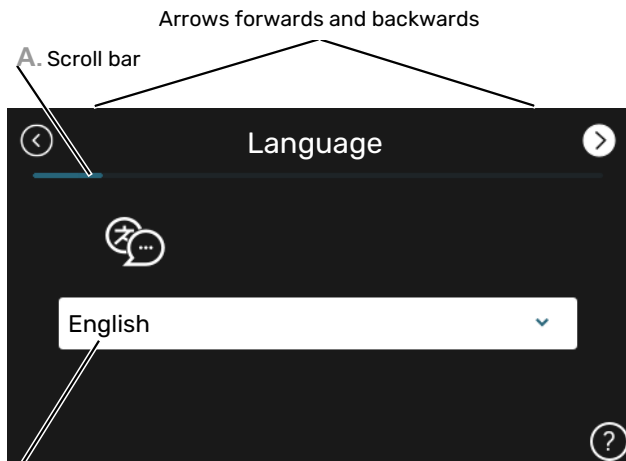 Arrows forwards and backwards
A. Scroll bar
Language
English
?